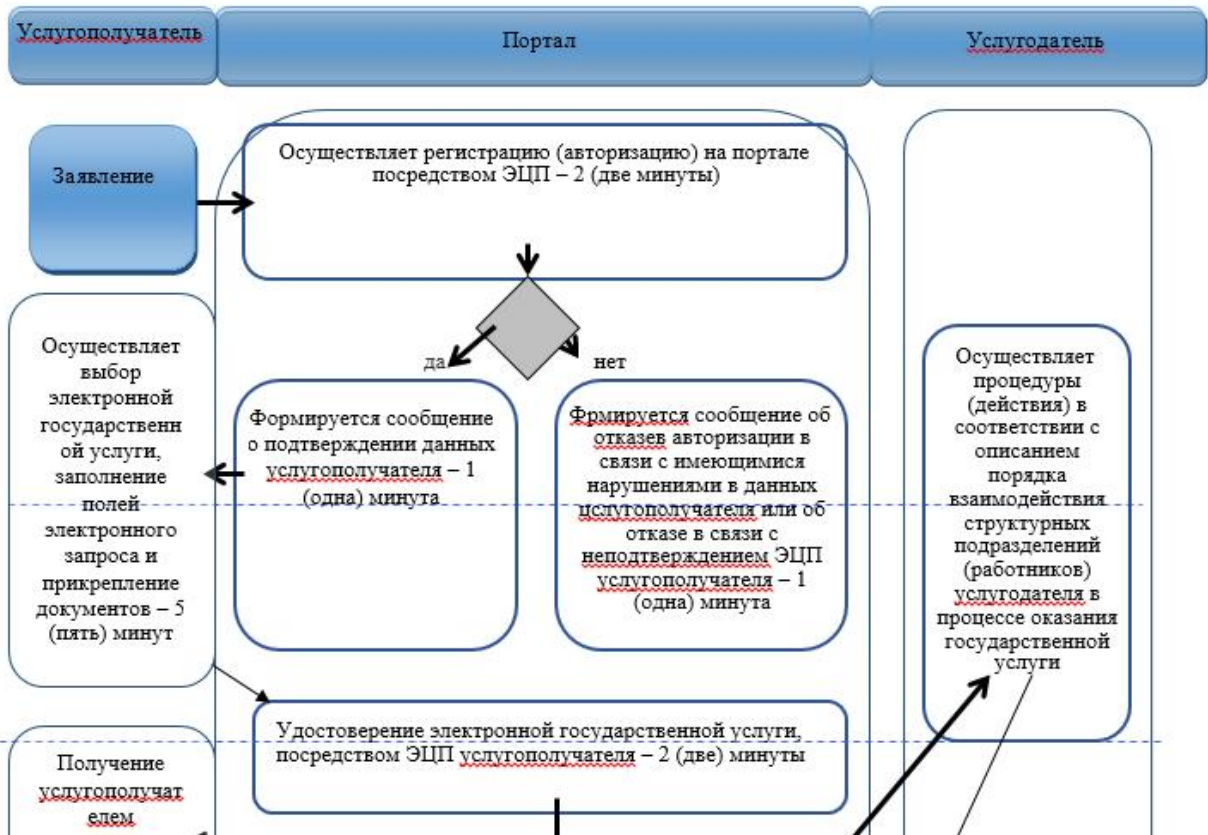 Услугополучатель
Портал
Услугодатель
Заявление
Осуществляет регистрацию (авторизацию) на портале
посредством ЭЦП – 2 (две минуты)
да
нет
Осуществляет
выбор
электронной
государственн
ой услуги,
заполнение
полей
электронного
запроса и
прикрепление
документов – 5
(пять) минут
Формируется сообщение
о подтверждении данных
услугополучателя – 1
(одна) минута
Фрмируется сообщение об
отказев авторизации в
связи с имеющимися
нарушениями в данных
цслугополучателя или об
отказе в связи с
неподтверждением ЭЦП
услугополучателя – 1
(одна) минута
Осуществляет
процедуры
(действия) в
соответствии с
описанием
порядка
взаимодействия
структурных
подразделений
(работников)
услугодателя в
процессе оказания
государственной
услуги
Удостоверение электронной государственной услуги,
посредством ЭЦП услугополучателя – 2 (две) минуты
Получение
услугополучат
елем